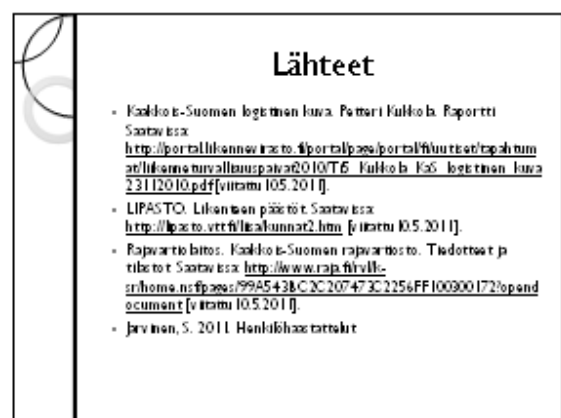 Lähteet
Kaakkois-Suomen logistinen kuva. Petteri Kukkola. Raportti
Saatavissa:
http://portal.liikennevirasto.fi/portal/page/portal/fi/uutiset/tapahtum
at/liikenneturvallisuuspaivat2010/Ti5_Kukkola_KaS_logistinen_kuva
23112010.pdf [viitattu 10.5.2011].
LIPASTO. Liikenteen päästöt. Saatavissa:
http://lipasto.vtt.fi/liisa/kunnat2.htm [viitattu 10.5.2011].
Rajavartiolaitos. Kaakkois-Suomen rajavartiosto. Tiedotteet ja
tilastot. Saatavissa: http://www.raja.fi/rvl/k-
sr/home.nsf/pages/99A543BC2C207473C2256FF100300172?opend
ocument [viitattu 10.5.2011].
Järvinen, S. 2011. Henkilöhaastattelut